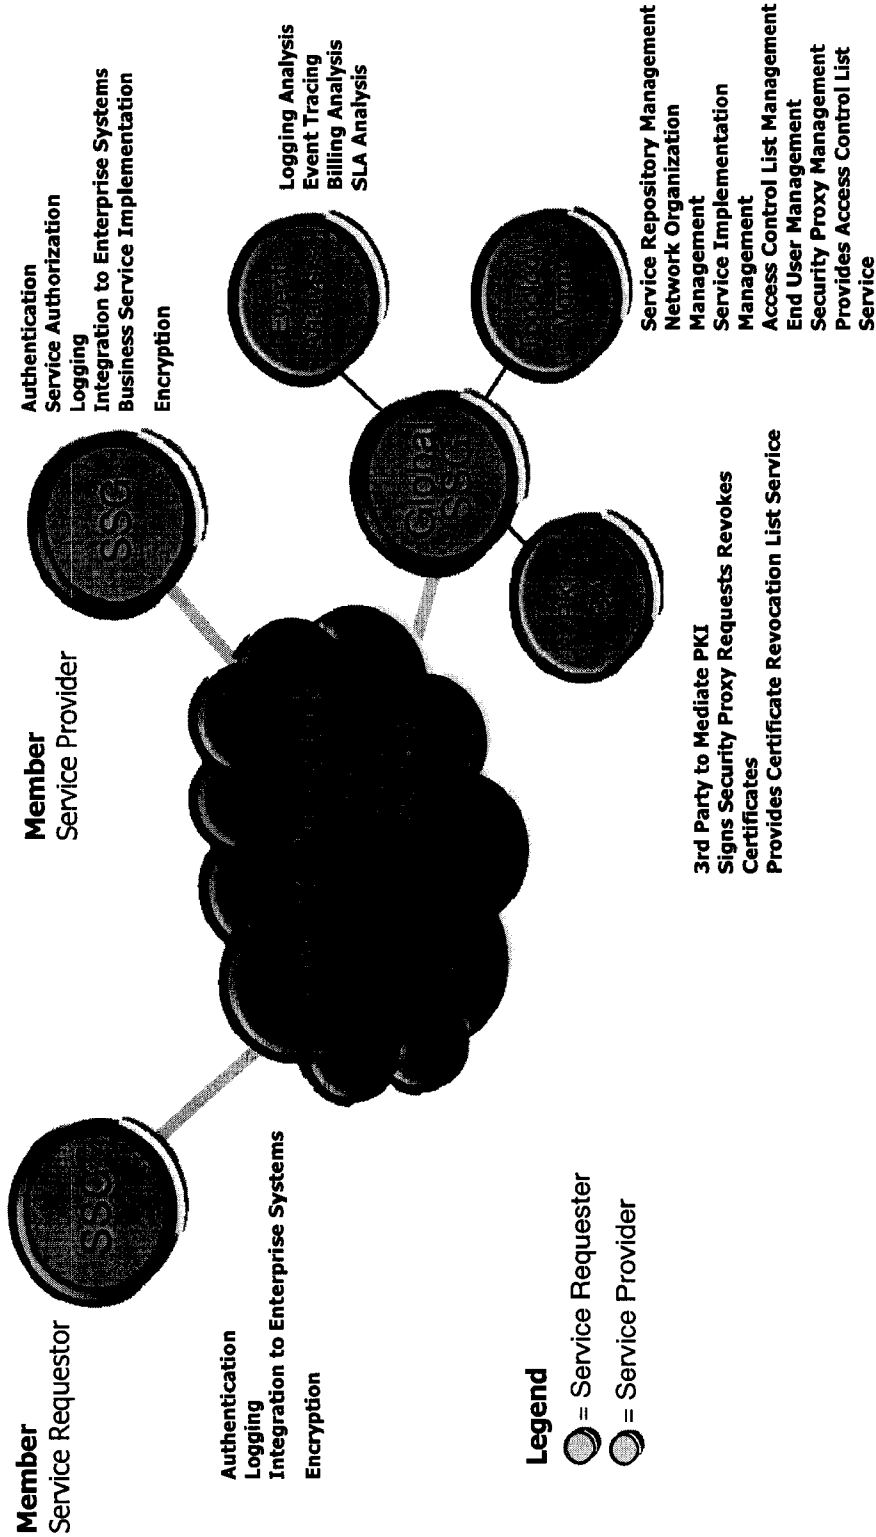 Member
Service Requestor
SSG
Authentication
Logging
Integration to Enterprise Systems
Encryption
Member
Service Provider
SSG
Authentication
Service Authorization
Logging
Integration to Enterprise Systems
Business Service Implementation
Encryption
Logging Analysis
Event Tracing
Billing Analysis
SLA Analysis
Global
SSG
Service Repository Management
Network Organization
Management
Service Implementation
Management
Access Control List Management
End User Management
Security Proxy Management
Provides Access Control List
Service
3rd Party to Mediate PKI
Signs Security Proxy Requests Revokes
Certificates
Provides Certificate Revocation List Service
Legend
= Service Requester
= Service Provider